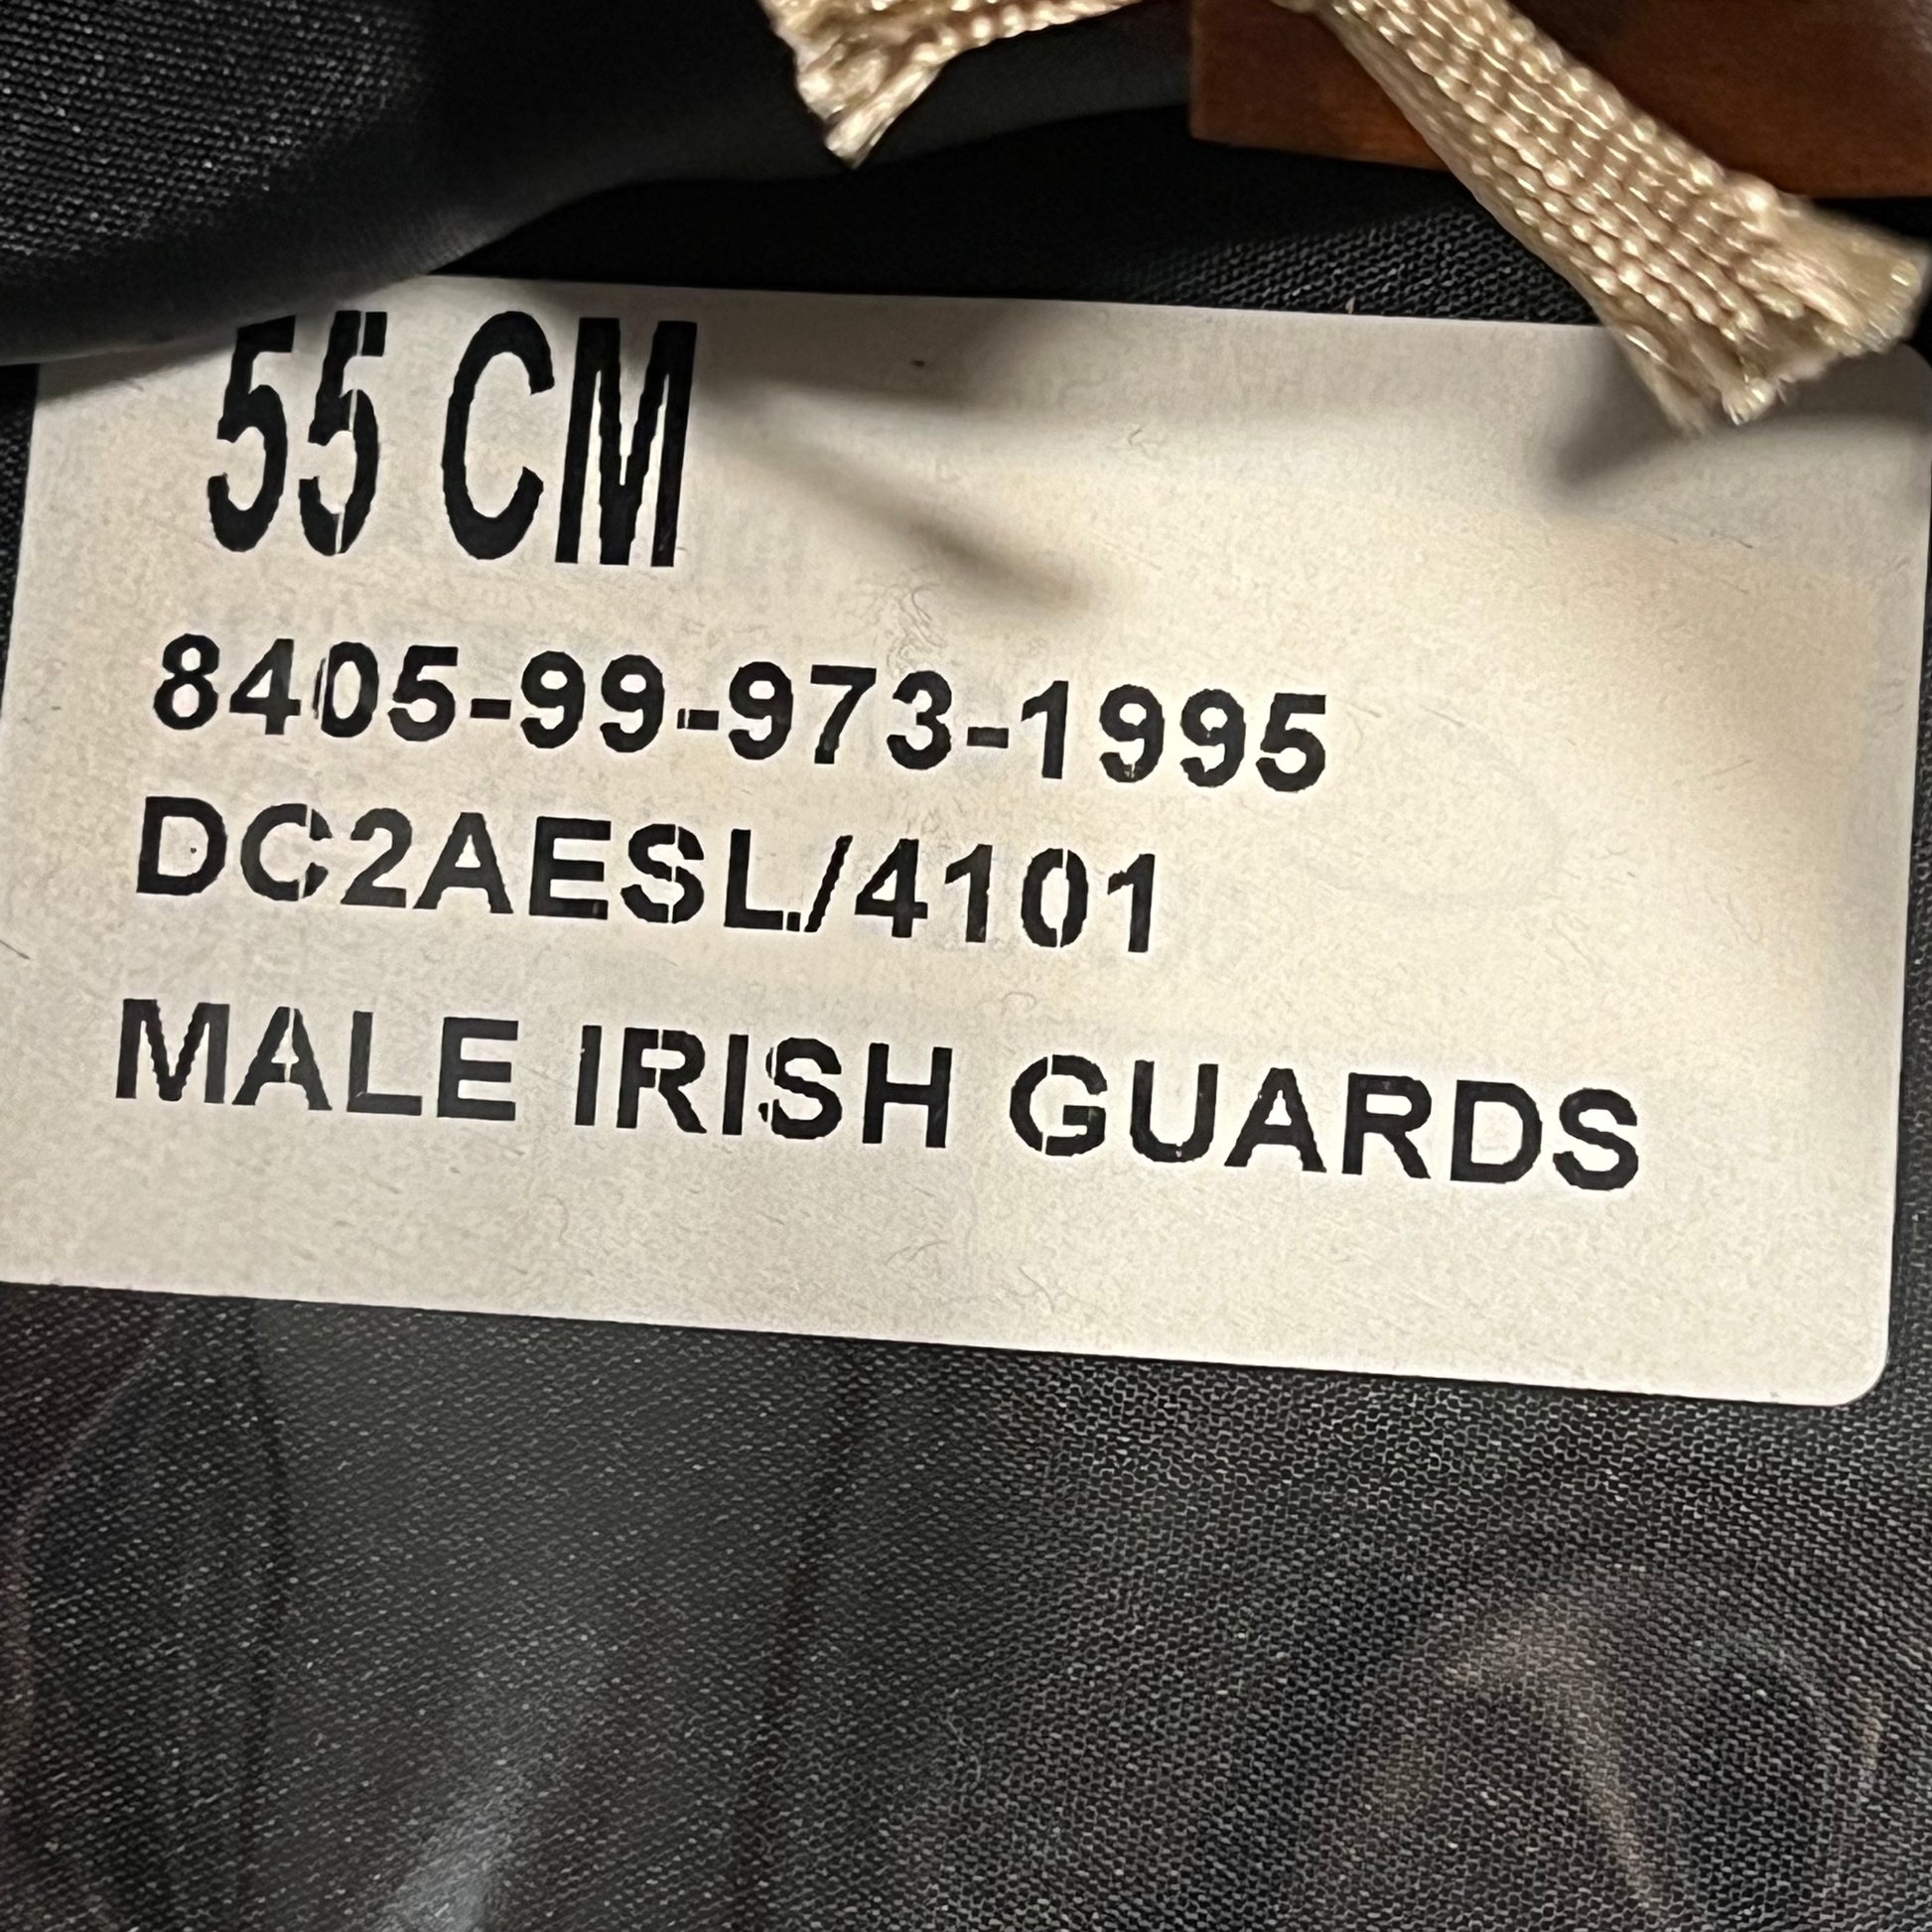 55 CM
8405-99-973-1995
DC2AESL/4101
MALE IRISH GUARDS